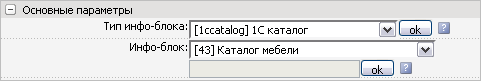 Основные параметры
Тип инфо-блока: [1ccatalog] 1С каталог ok ?
Инфо-блок: [43] Каталог мебели
ok ?